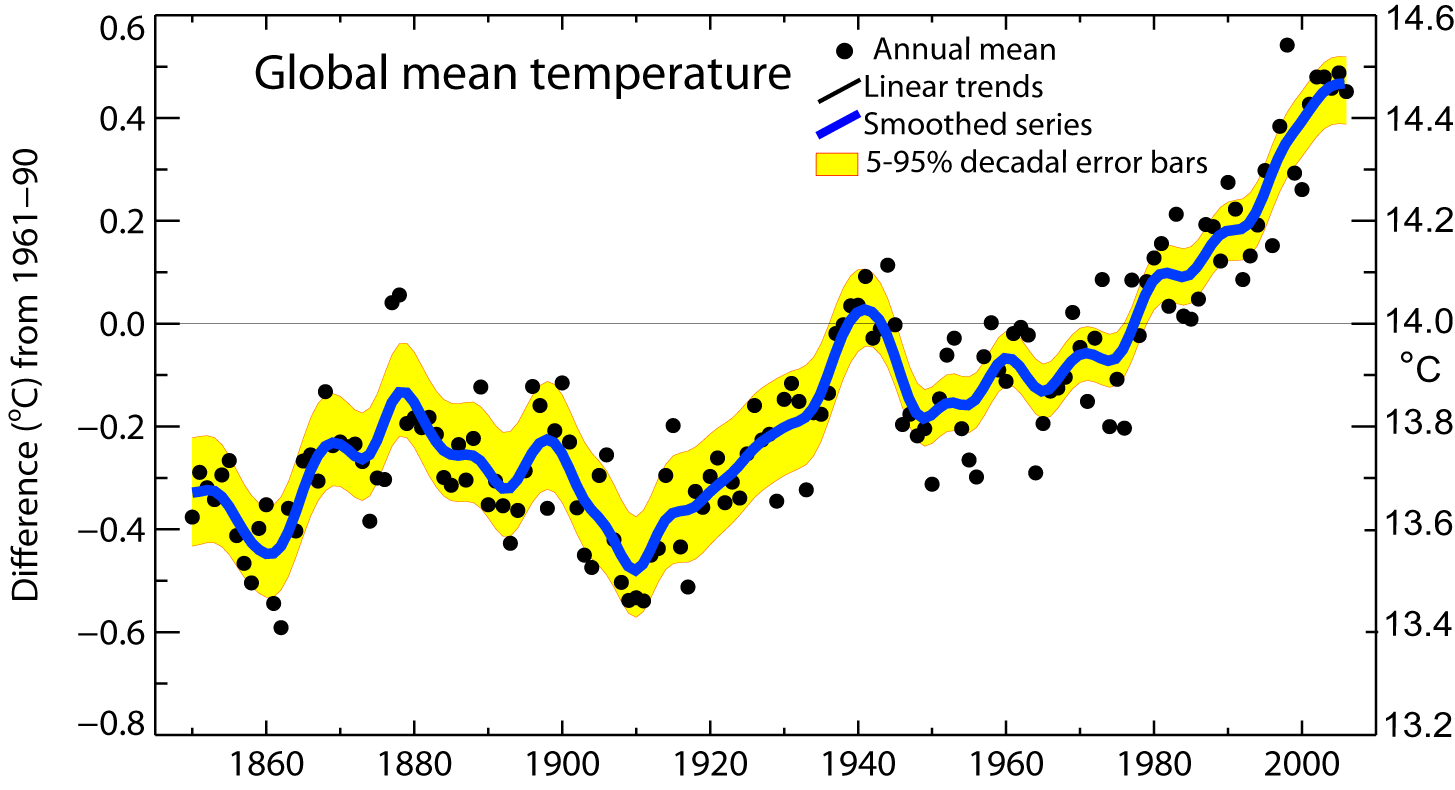 Global mean temperature
Annual mean
Linear trends
Smoothed series
5-95% decadal error bars
Difference (°C) from 1961–90
0.6
0.4
0.2
0.0
−0.2
−0.4
−0.6
−0.8
14.6
14.4
14.2
14.0
°C
13.8
13.6
13.4
13.2
1860 1880 1900 1920 1940 1960 1980 2000